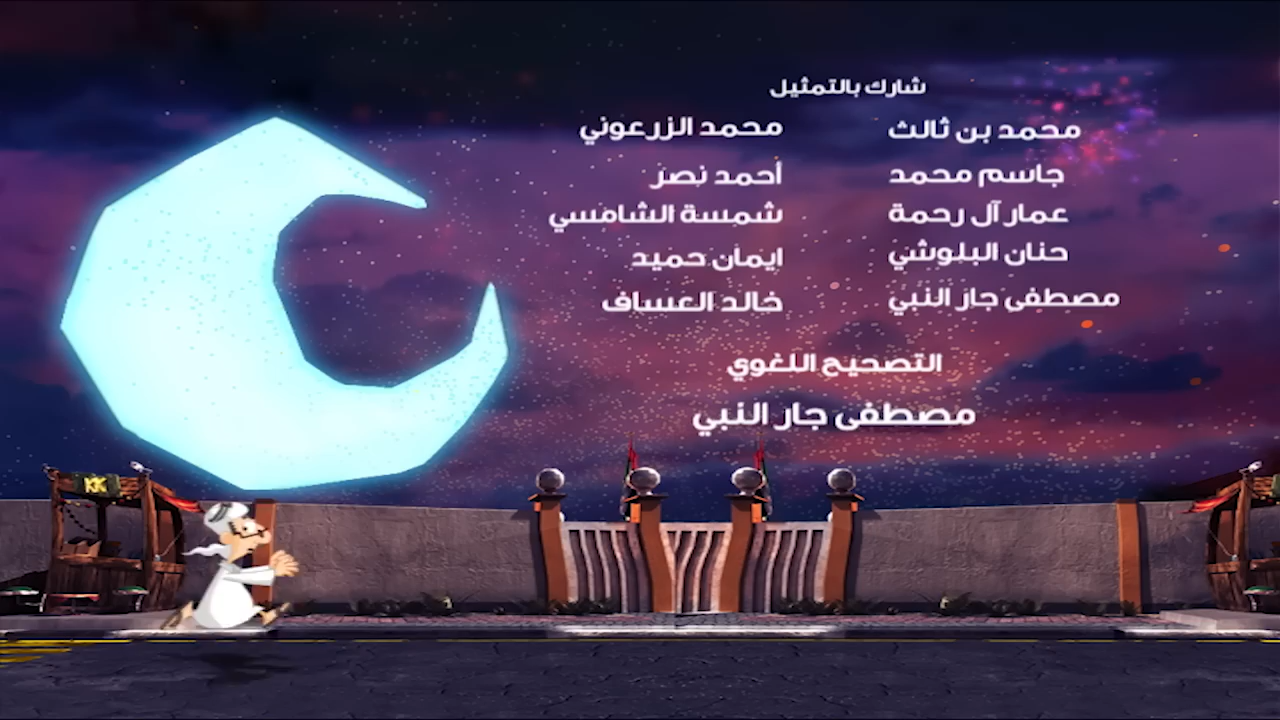 شارك بالتمثيل
محمد بن ثالث محمد الزرعوني
جاسم محمد أحمد نصر
عمار آل رحمة شمسة الشامسي
حنان البلوشي ايمان حميد
مصطفى جار النبي خالد العساف
التصحيح اللغوي
مصطفى جار النبي
KK